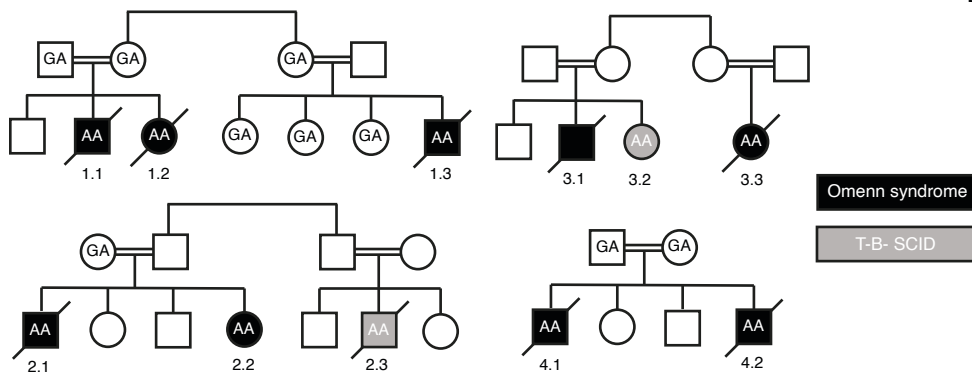 GA GA GA
AA AA GA GA GA AA
1.1 1.2 1.3
AA AA
3.1 3.2 3.3
Omenn syndrome
T-B- SCID
GA
AA AA AA
2.1 2.2 2.3
GA GA
AA AA
4.1 4.2